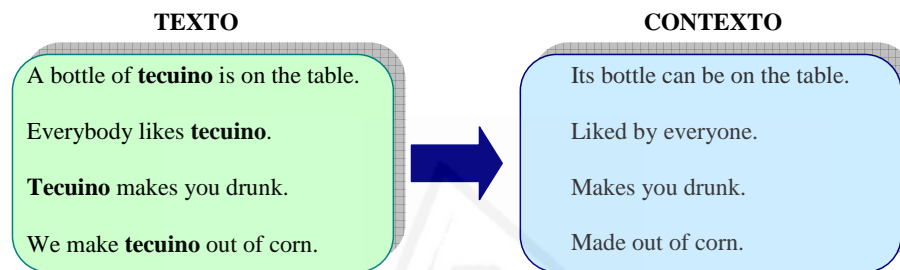 TEXTO
A bottle of tecuino is on the table.
Everybody likes tecuino.
Tecuino makes you drunk.
We make tecuino out of corn.
CONTEXTO
Its bottle can be on the table.
Liked by everyone.
Makes you drunk.
Made out of corn.